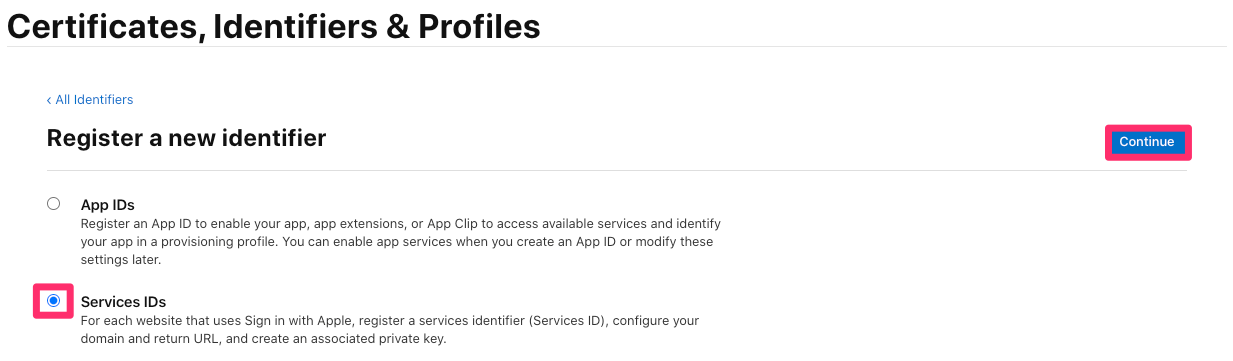 Certificates, Identifiers & Profiles
‹ All Identifiers
Register a new identifier
Continue
App IDs
Register an App ID to enable your app, app extensions, or App Clip to access available services and identify
your app in a provisioning profile. You can enable app services when you create an App ID or modify these
settings later.
Services IDs
For each website that uses Sign in with Apple, register a services identifier (Services ID), configure your
domain and return URL, and create an associated private key.